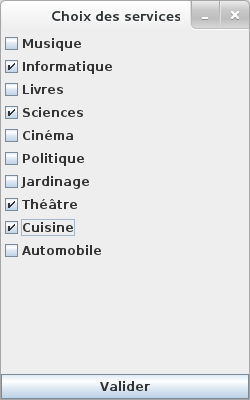 Choix des services
Musique
Informatique
Livres
Sciences
Cinéma
Politique
Jardinage
Théâtre
Cuisine
Automobile
Valider